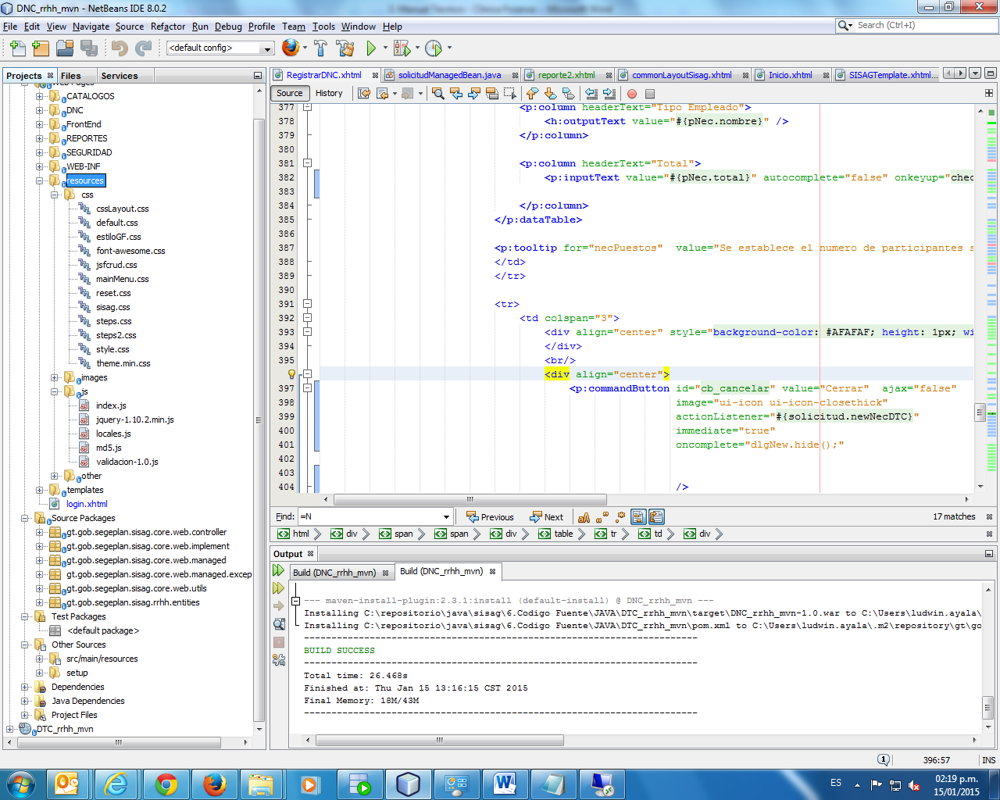 DNC_rrhh_mvn - NetBeans IDE 8.0.2
File Edit View Navigate Source Refactor Run Debug Profile Team Tools Window Help
Search (Ctrl+I)
<default config>
Projects Files Services
RegistrarDNC.xhtml solicitudManagedBean.java reporte2.xhtml commonLayoutSisag.xhtml Inicio.xhtml SISAGTemplate.xhtml...
Source History
Web Pages
CATALOGOS
DNC
FrontEnd
REPORTES
SEGURIDAD
WEB-INF
resources
css
cssLayout.css
default.css
estiloGF.css
font-awesome.css
jsfcrud.css
mainMenu.css
reset.css
sisag.css
steps.css
steps2.css
style.css
theme.min.css
images
js
index.js
jquery-1.10.2.min.js
locales.js
md5.js
validacion-1.0.js
other
templates
login.xhtml
Source Packages
gt.gob.segeplan.sisag.core.web.controller
gt.gob.segeplan.sisag.core.web.implement
gt.gob.segeplan.sisag.core.web.managed
gt.gob.segeplan.sisag.core.web.managed.excep
gt.gob.segeplan.sisag.core.web.utils
gt.gob.segeplan.sisag.rrhh.entities
Test Packages
<default package>
Other Sources
src/main/resources
setup
Dependencies
Java Dependencies
Project Files
DTC_rrhh_mvn
377 <p:column headerText="Tipo Empleado">
378 <h:outputText value="#{pNec.nombre}" />
379 </p:column>
380
381 <p:column headerText="Total">
382 <p:inputText value="#{pNec.total}" autocomplete="false" onkeyup="chec
383
384 </p:column>
385 </p:dataTable>
386
387 <p:tooltip for="necPuestos" value="Se establece el numero de participantes s
388 </td>
389 </tr>
390
391 <tr>
392 <td colspan="3">
393 <div align="center" style="background-color: #AFAFAF; height: 1px; wi
394 </div>
395 <br/>
<div align="center">
397 <p:commandButton id="cb_cancelar" value="Cerrar" ajax="false"
398 image="ui-icon ui-icon-closethick"
399 actionListener="#{solicitud.newNecDTC}"
400 immediate="true"
401 oncomplete="dlgNew.hide();"
402
403
404 />
Find: =N Previous Next 17 matches
html div span span div table tr td div
Output
Build (DNC_rrhh_mvn) Build (DNC_rrhh_mvn)
--- maven-install-plugin:2.3.1:install (default-install) @ DNC_rrhh_mvn ---
Installing C:\repositorio\java\sisag\6.Codigo Fuente\JAVA\DTC_rrhh_mvn\target\DNC_rrhh_mvn-1.0.war to C:\Users\ludwin.ayala\
Installing C:\repositorio\java\sisag\6.Codigo Fuente\JAVA\DTC_rrhh_mvn\pom.xml to C:\Users\ludwin.ayala\.m2\repository\gt\go
------------------------------------------------------------------------
BUILD SUCCESS
------------------------------------------------------------------------
Total time: 26.468s
Finished at: Thu Jan 15 13:16:15 CST 2015
Final Memory: 18M/43M
------------------------------------------------------------------------
1 396:57 INS
ES 02:19 p.m.
15/01/2015